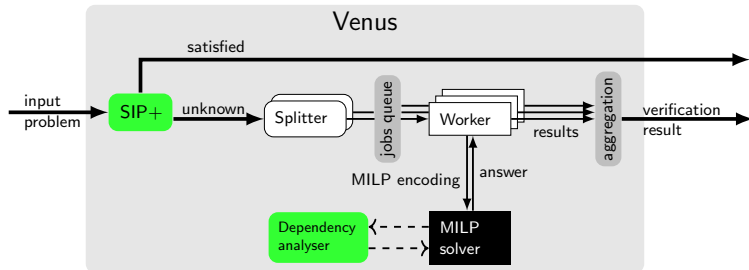 Venus
satisfied
input
problem
SIP+
unknown
Splitter
jobs queue
Worker
results
aggregation
verification
result
MILP encoding
answer
Dependency
analyser
MILP
solver